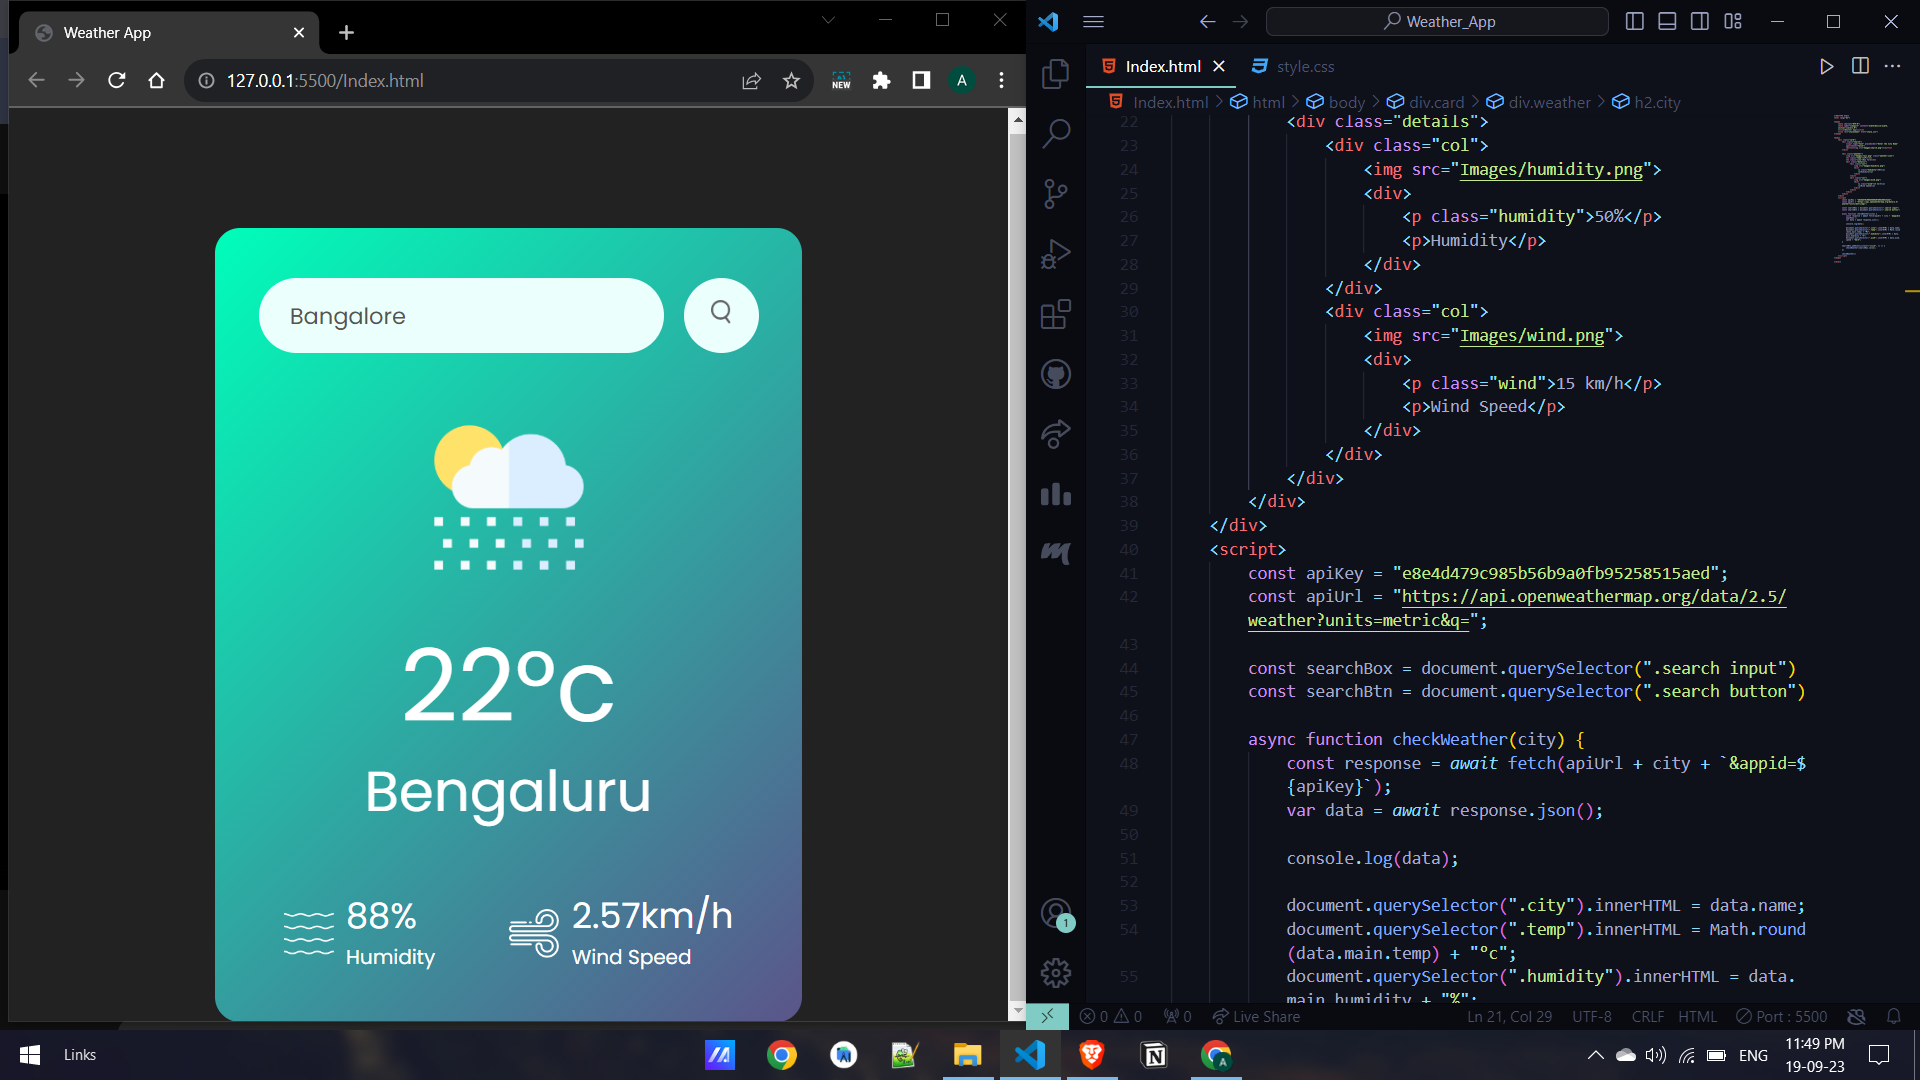 Weather App
127.0.0.1:5500/Index.html
NEW
A
Bangalore
22°c
Bengaluru
88%
Humidity
2.57km/h
Wind Speed
Weather_App
Index.html
style.css
Index.html > html > body > div.card > div.weather > h2.city
22 <div class="details">
23 <div class="col">
24 <img src="Images/humidity.png">
25 <div>
26 <p class="humidity">50%</p>
27 <p>Humidity</p>
28 </div>
29 </div>
30 <div class="col">
31 <img src="Images/wind.png">
32 <div>
33 <p class="wind">15 km/h</p>
34 <p>Wind Speed</p>
35 </div>
36 </div>
37 </div>
38 </div>
39 </div>
40 <script>
41 const apiKey = "e8e4d479c985b56b9a0fb95258515aed";
42 const apiUrl = "https://api.openweathermap.org/data/2.5/
weather?units=metric&q=";
43
44 const searchBox = document.querySelector(".search input")
45 const searchBtn = document.querySelector(".search button")
46
47 async function checkWeather(city) {
48 const response = await fetch(apiUrl + city + `&appid=$
{apiKey}`);
49 var data = await response.json();
50
51 console.log(data);
52
53 document.querySelector(".city").innerHTML = data.name;
54 document.querySelector(".temp").innerHTML = Math.round
(data.main.temp) + "°c";
55 document.querySelector(".humidity").innerHTML = data.
main.humidity + "%";
1
0 0 0 Live Share Ln 21, Col 29 UTF-8 CRLF HTML Port : 5500
Links
A
ENG
11:49 PM
19-09-23